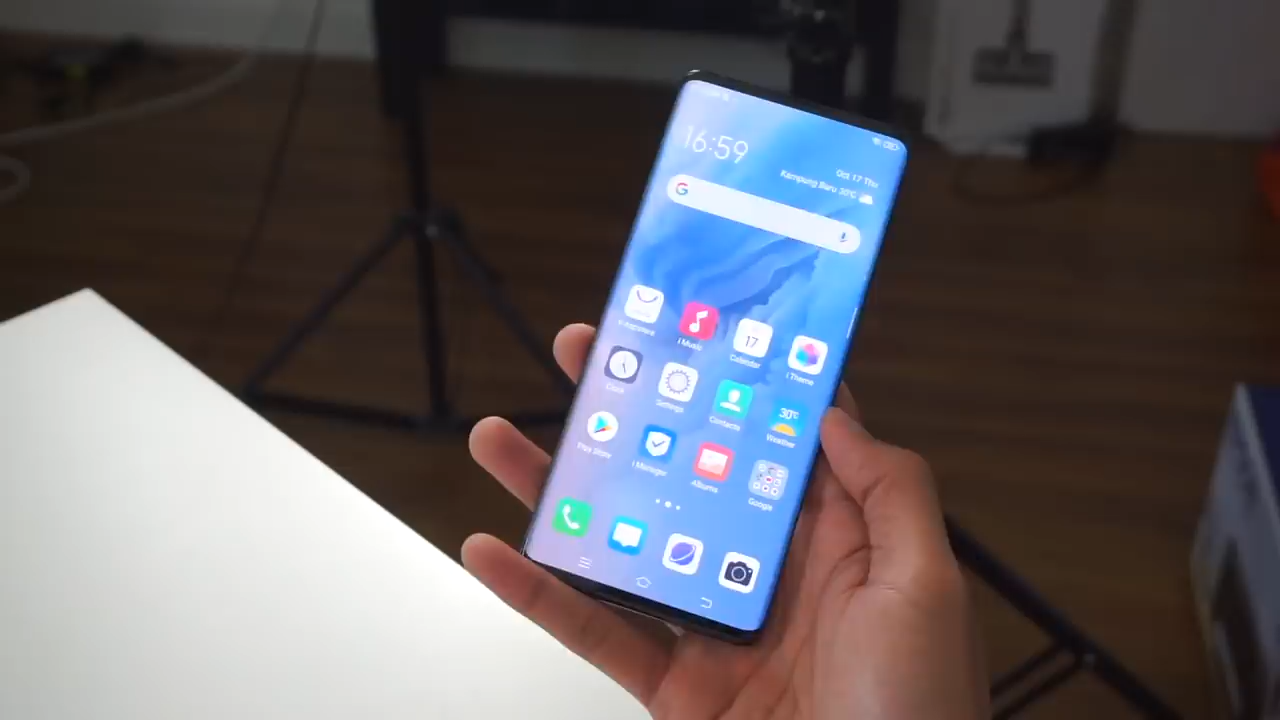 16:59
Oct 17 Thu
Kampung Baru 30°C
G
V-Appstore
i Music
17
Calendar
i Theme
Clock
Settings
Contacts
30°C
Weather
Play Store
i Manager
Albums
Google